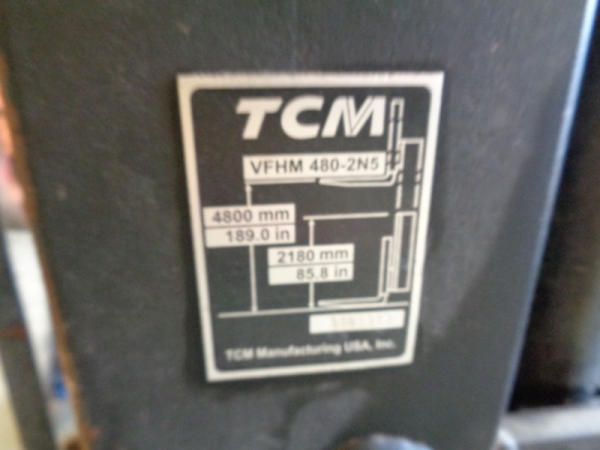 TCM
VFHM 480-2N5
4800 mm
189.0 in
2180 mm
85.8 in
TCM Manufacturing USA, Inc.